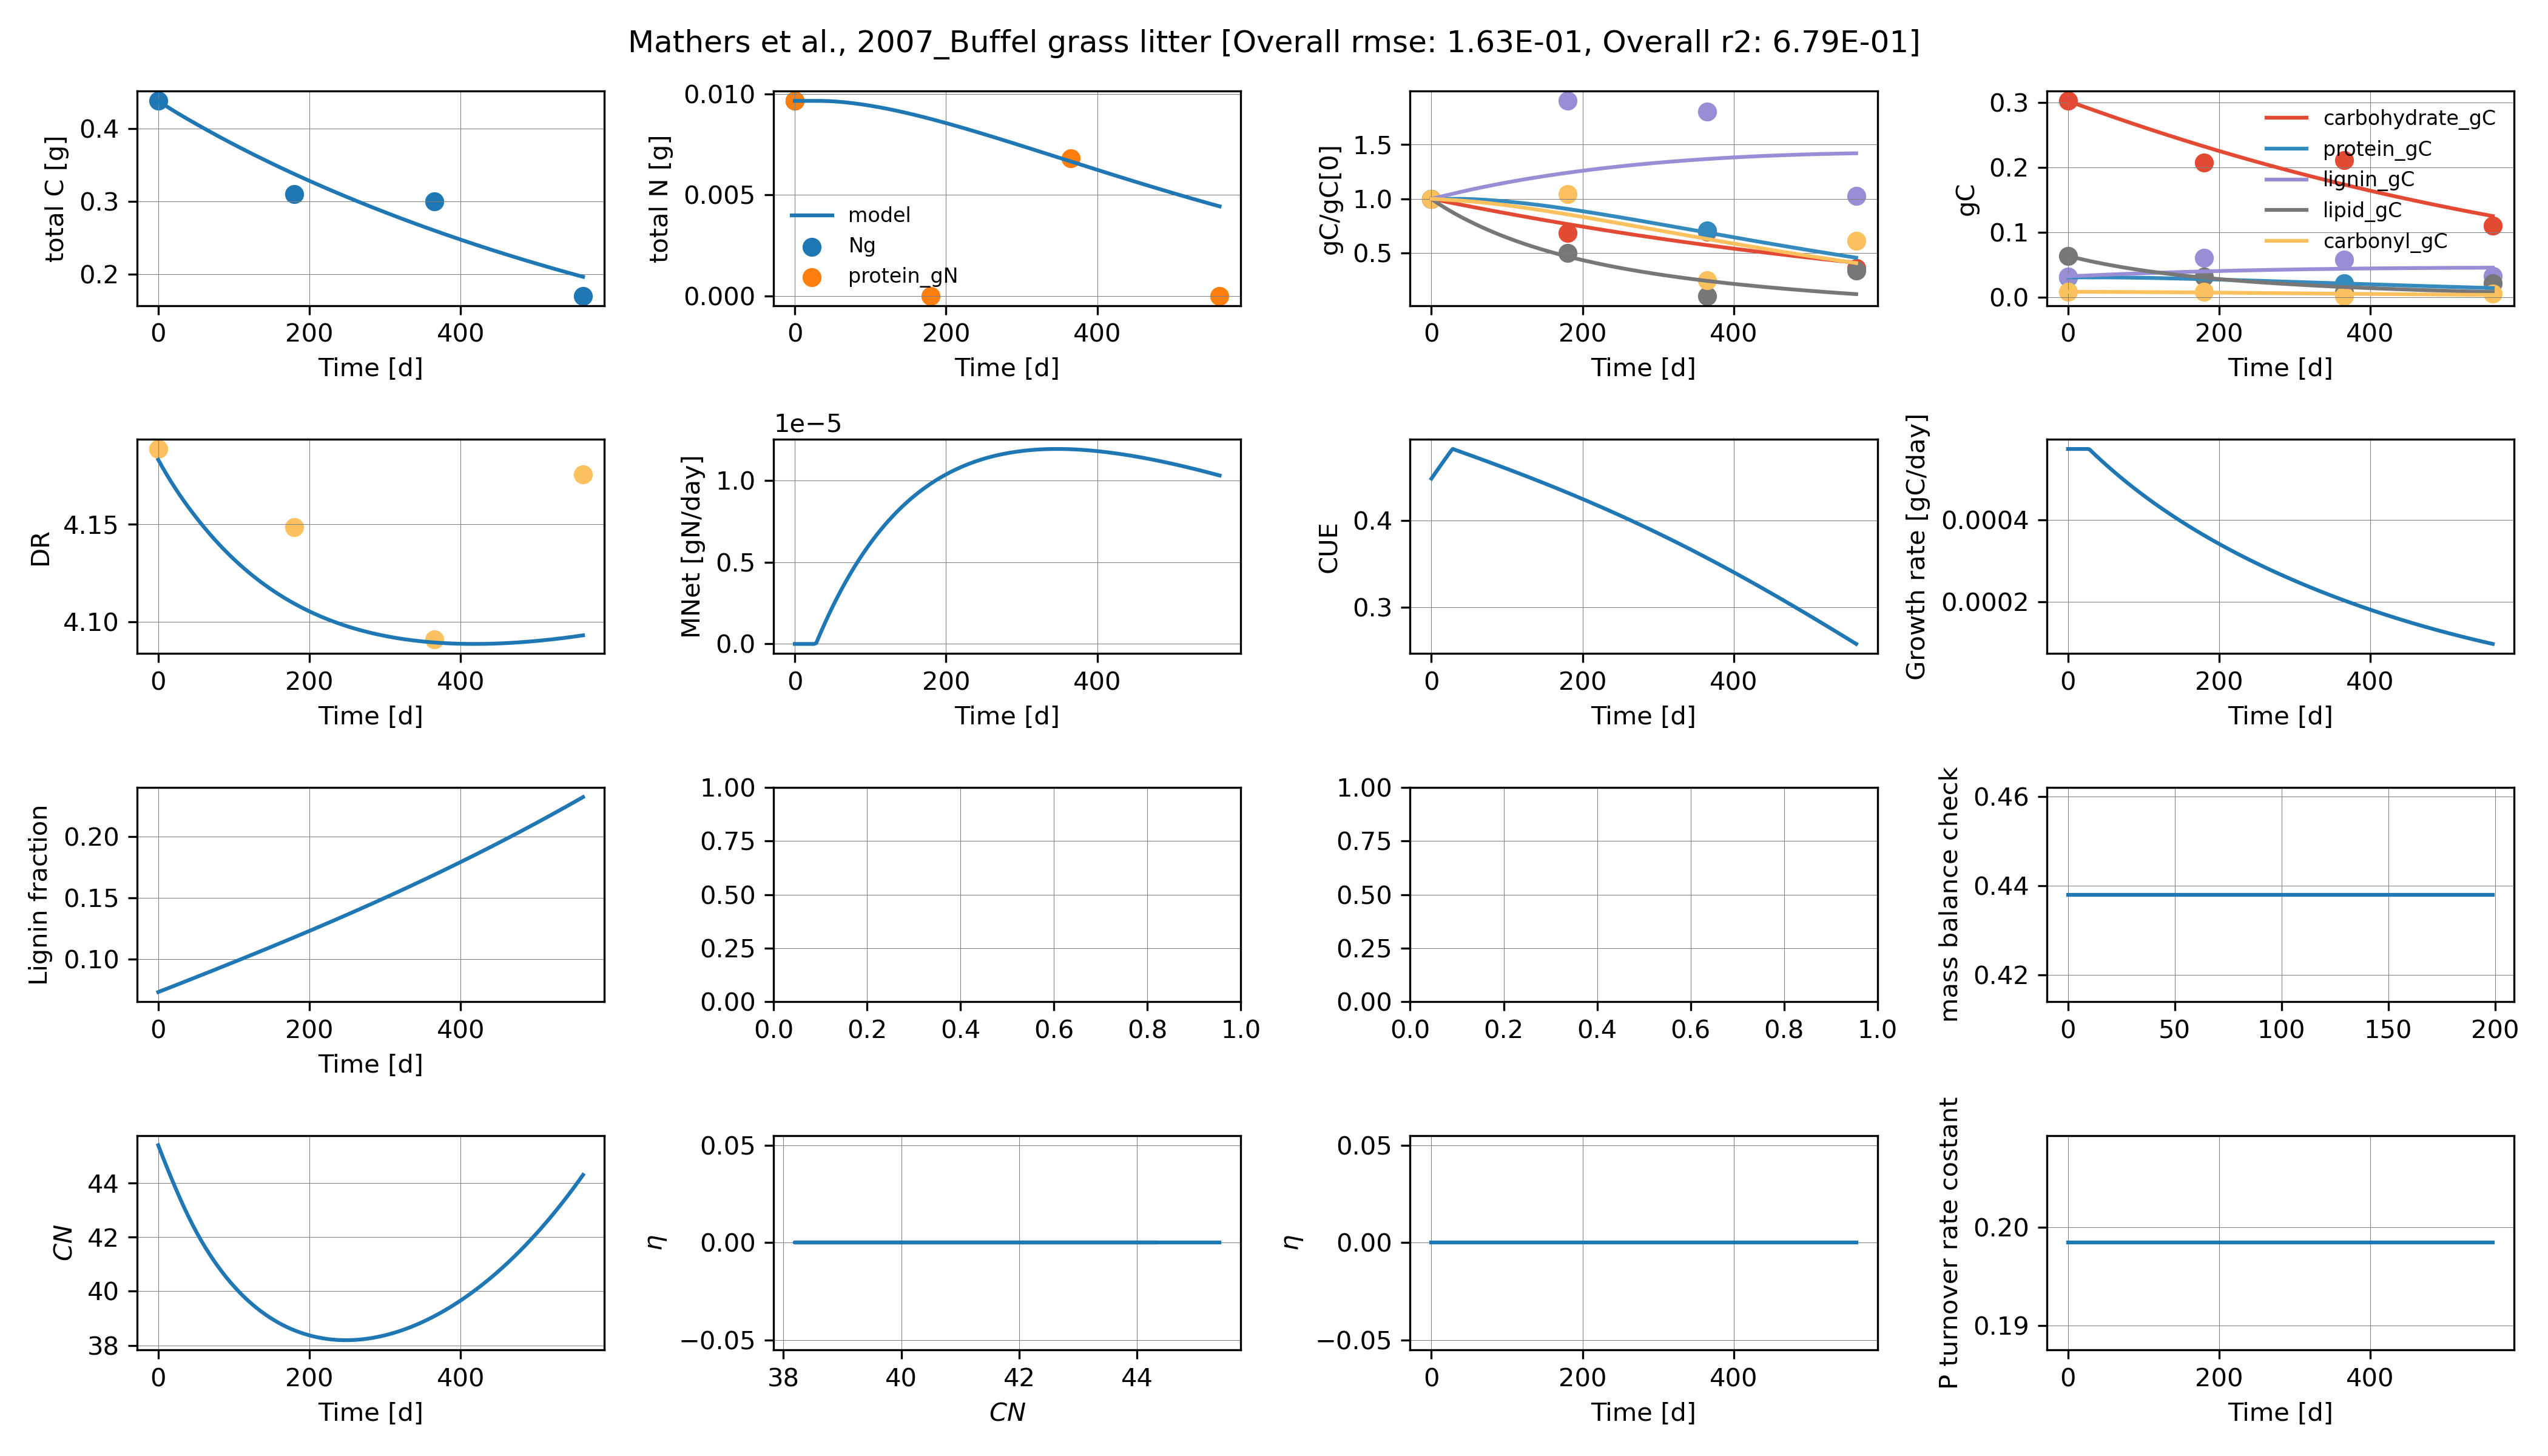 Mathers et al., 2007_Buffel grass litter [Overall rmse: 1.63E-01, Overall r2: 6.79E-01]
total C [g]
0.4
0.3
0.2
0 200 400
Time [d]
total N [g]
0.010
0.005
0.000
model
Ng
protein_gN
0 200 400
Time [d]
gC/gC[0]
1.5
1.0
0.5
0 200 400
Time [d]
gC
0.3
0.2
0.1
0.0
carbohydrate_gC
protein_gC
lignin_gC
lipid_gC
carbonyl_gC
0 200 400
Time [d]
DR
4.15
4.10
0 200 400
Time [d]
1e−5
MNet [gN/day]
1.0
0.5
0.0
0 200 400
Time [d]
CUE
0.4
0.3
0 200 400
Time [d]
Growth rate [gC/day]
0.0004
0.0002
0 200 400
Time [d]
Lignin fraction
0.20
0.15
0.10
0 200 400
Time [d]
1.00
0.75
0.50
0.25
0.00
0.0 0.2 0.4 0.6 0.8 1.0
1.00
0.75
0.50
0.25
0.00
0.0 0.2 0.4 0.6 0.8 1.0
mass balance check
0.46
0.44
0.42
0 50 100 150 200
CN
44
42
40
38
0 200 400
Time [d]
η
0.05
0.00
−0.05
38 40 42 44
CN
η
0.05
0.00
−0.05
0 200 400
Time [d]
P turnover rate costant
0.20
0.19
0 200 400
Time [d]